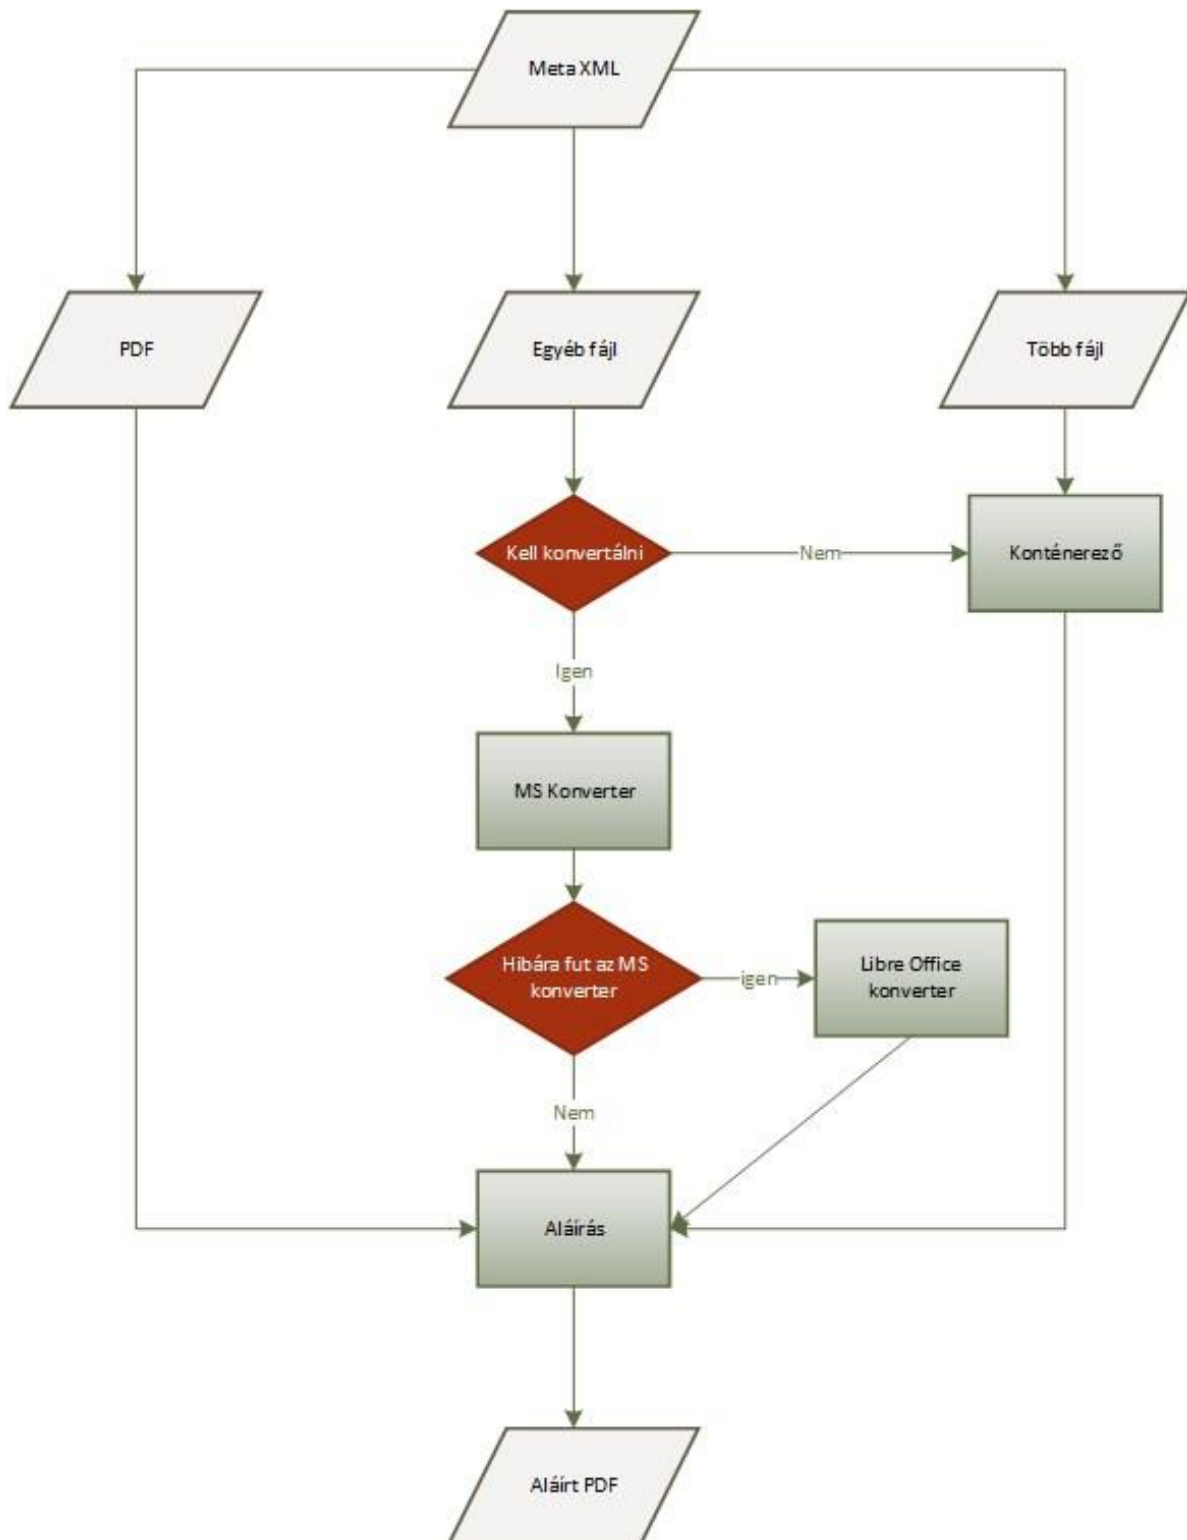 Meta XML
PDF
Egyéb fájl
Több fájl
Kell konvertálni
Nem
Konténerező
Igen
MS Konverter
Hibára fut az MS
konverter
igen
Libre Office
konverter
Nem
Aláírás
Aláírt PDF